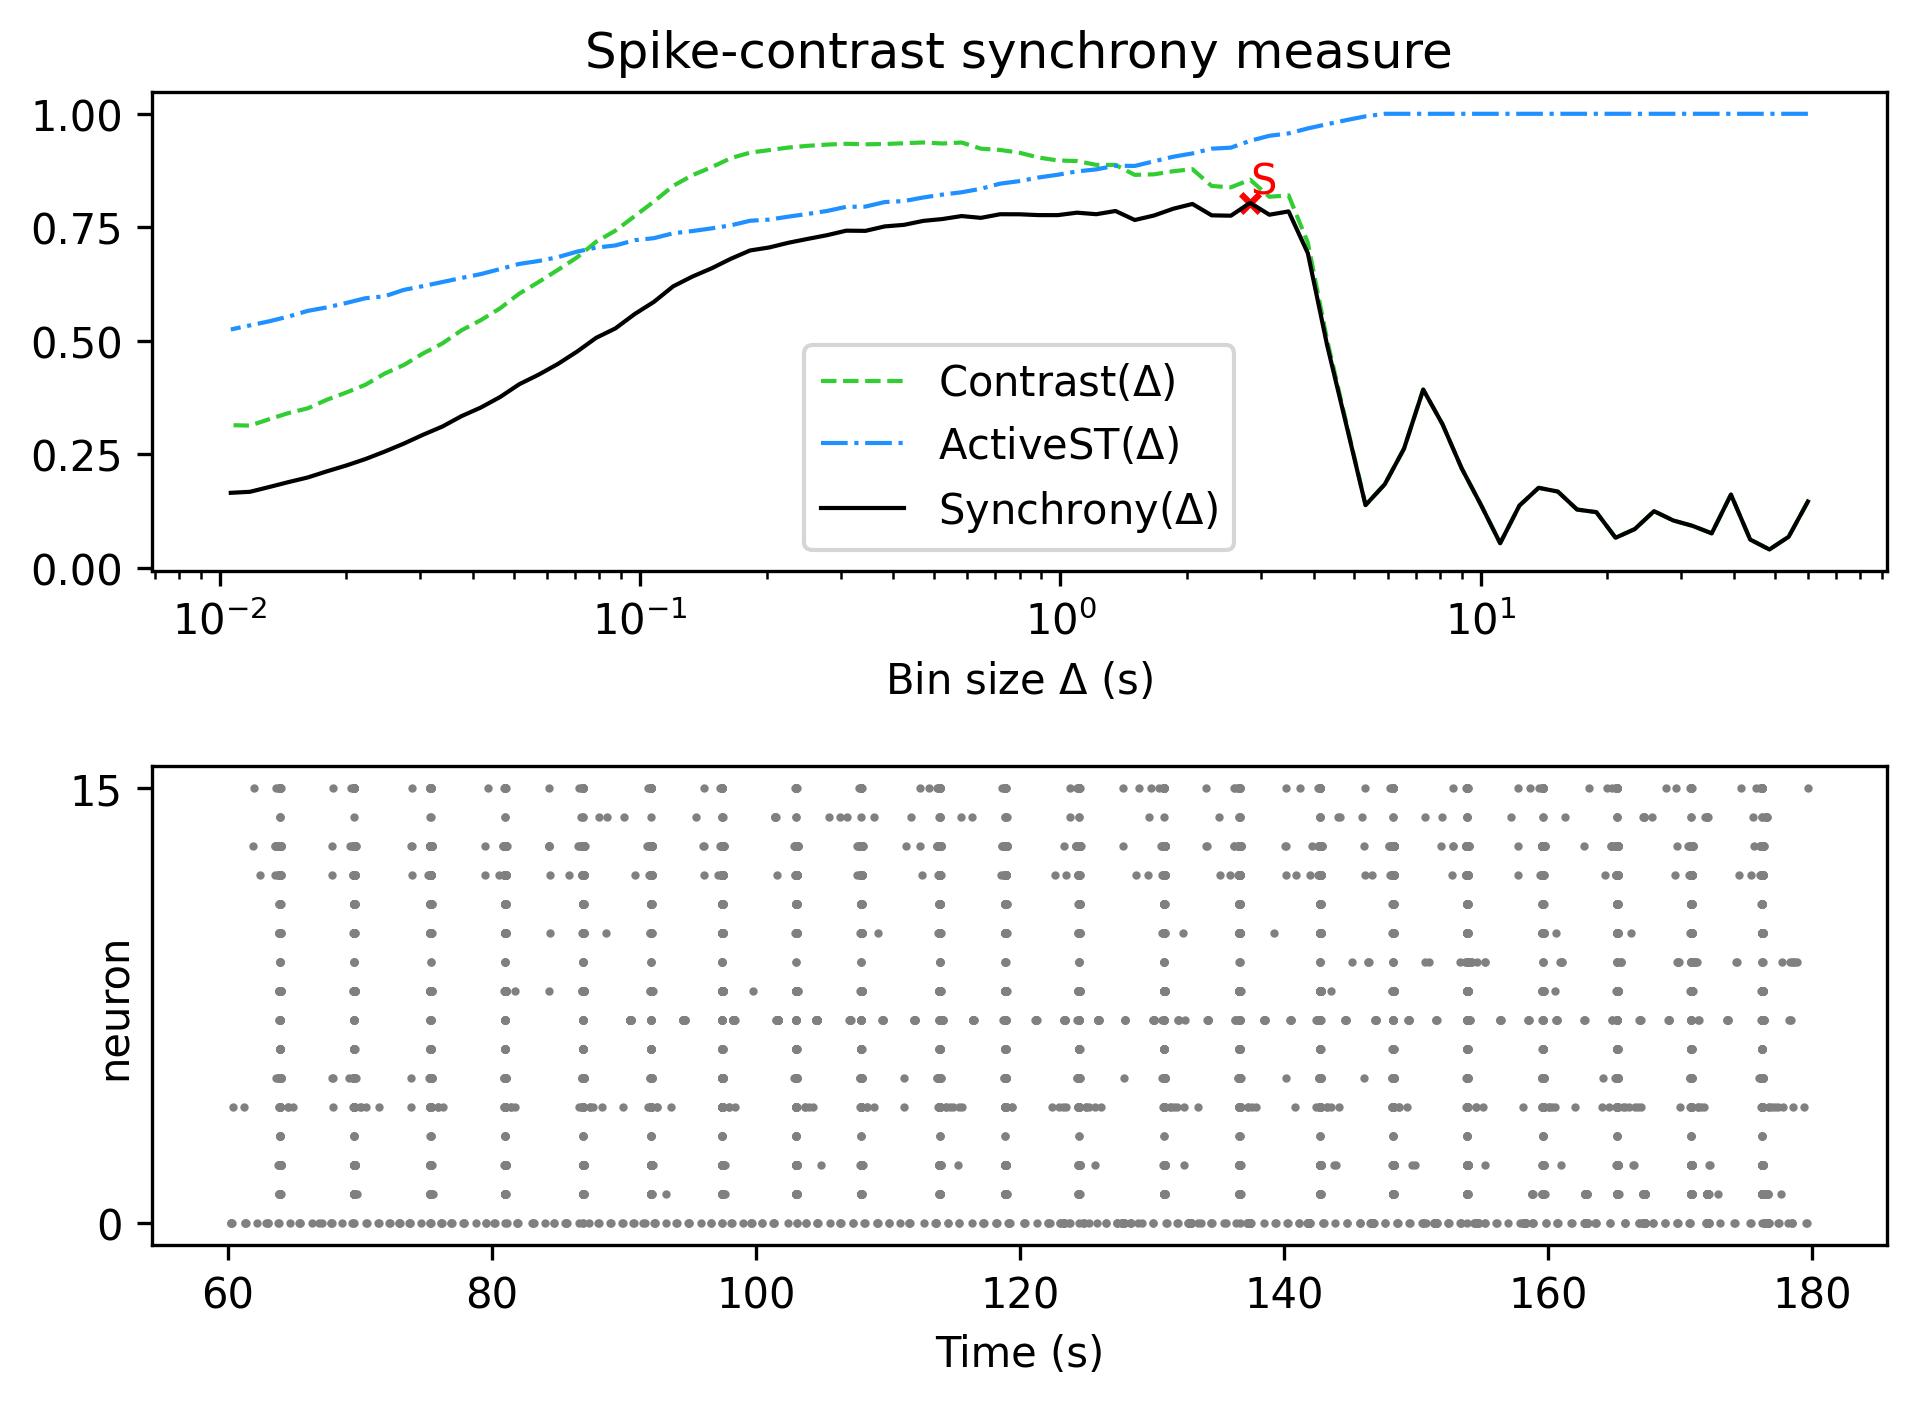 Spike-contrast synchrony measure
1.00
0.75
0.50
0.25
0.00
S
Contrast(Δ)
ActiveST(Δ)
Synchrony(Δ)
10⁻² 10⁻¹ 10⁰ 10¹
Bin size Δ (s)
15
neuron
0
60 80 100 120 140 160 180
Time (s)